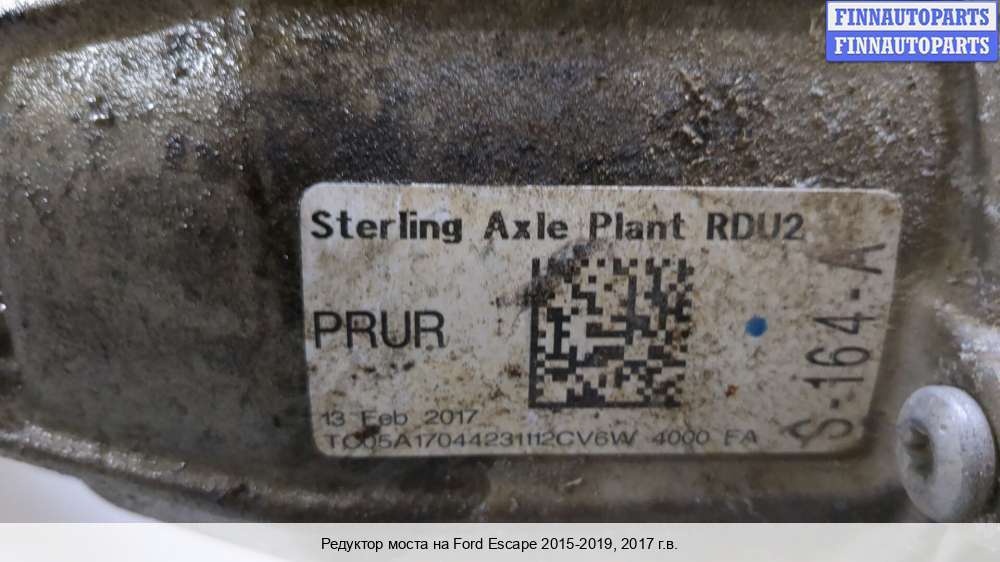 FINNAUTOPARTS
FINNAUTOPARTS
Sterling Axle Plant RDU2
PRUR
S-164-A
13 Feb 2017
TC05A17044231112CV6W 4000 FA
Редуктор моста на Ford Escape 2015-2019, 2017 г.в.